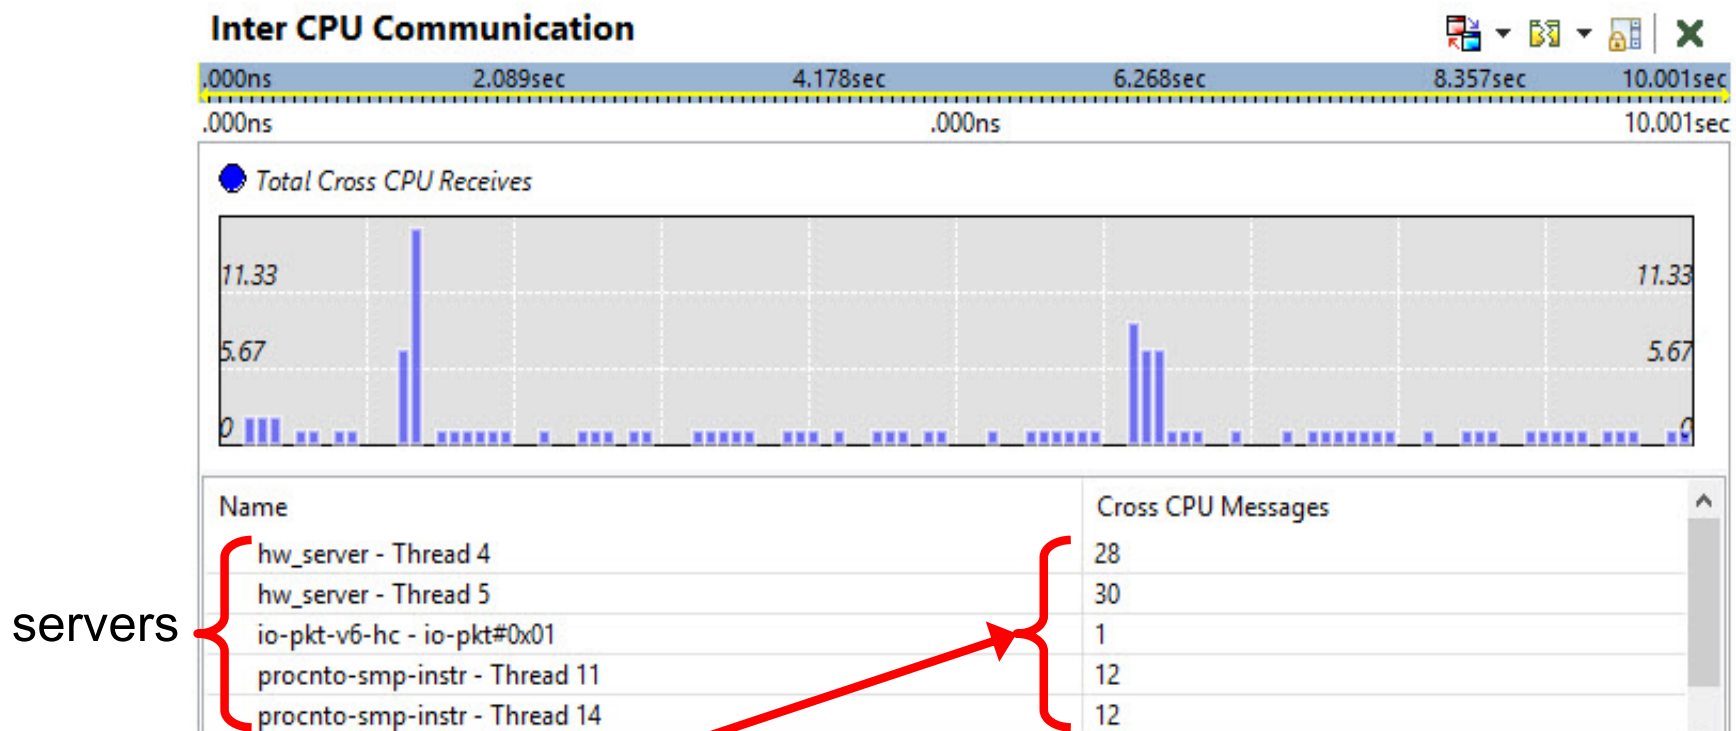 Inter CPU Communication
.000ns 2.089sec 4.178sec 6.268sec 8.357sec 10.001sec
.000ns .000ns 10.001sec
Total Cross CPU Receives
11.33 11.33
5.67 5.67
0 0
Name Cross CPU Messages
hw_server - Thread 4 28
hw_server - Thread 5 30
servers io-pkt-v6-hc - io-pkt#0x01 1
procnto-smp-instr - Thread 11 12
procnto-smp-instr - Thread 14 12